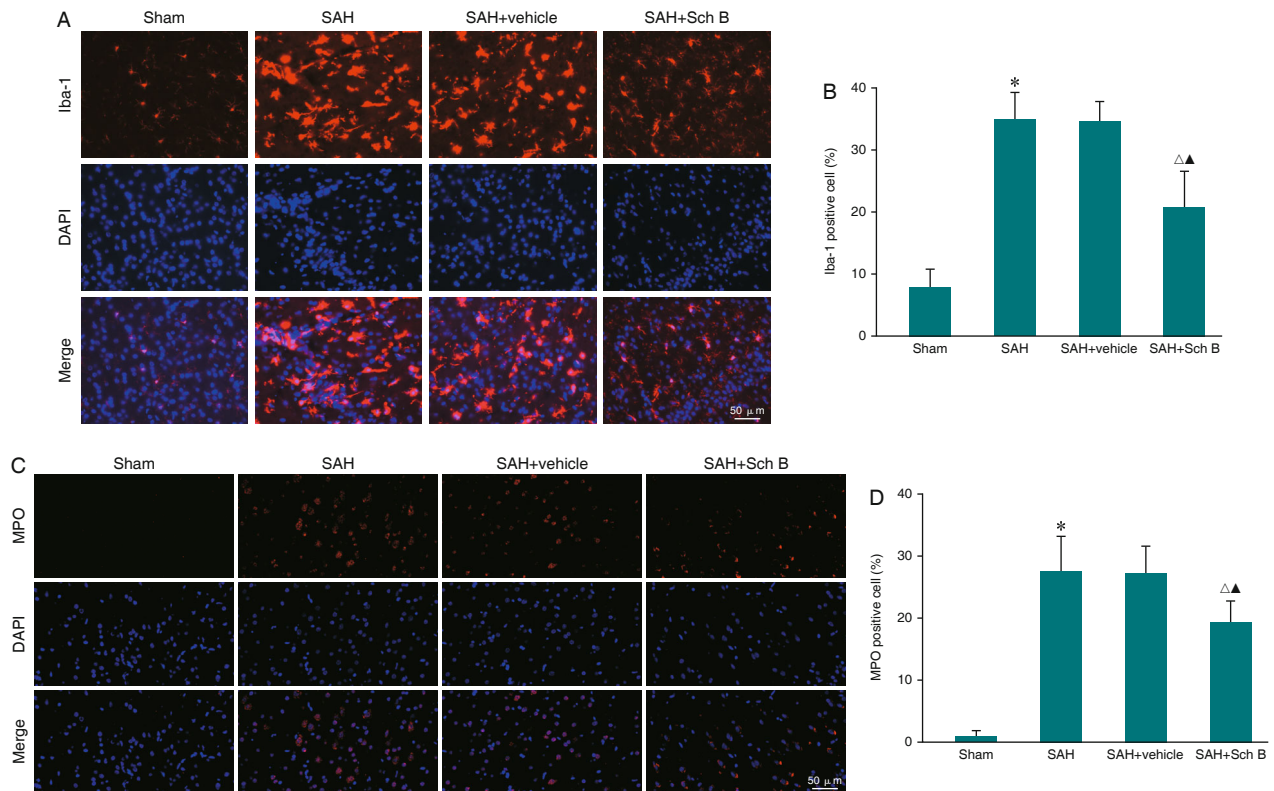 A
Sham
SAH
SAH+vehicle
SAH+Sch B
Iba-1
DAPI
Merge
50 μm
B
Iba-1 positive cell (%)
40
30
20
10
0
*
△▲
Sham
SAH
SAH+vehicle
SAH+Sch B
C
Sham
SAH
SAH+vehicle
SAH+Sch B
MPO
DAPI
Merge
50 μm
D
MPO positive cell (%)
40
30
20
10
0
*
△▲
Sham
SAH
SAH+vehicle
SAH+Sch B